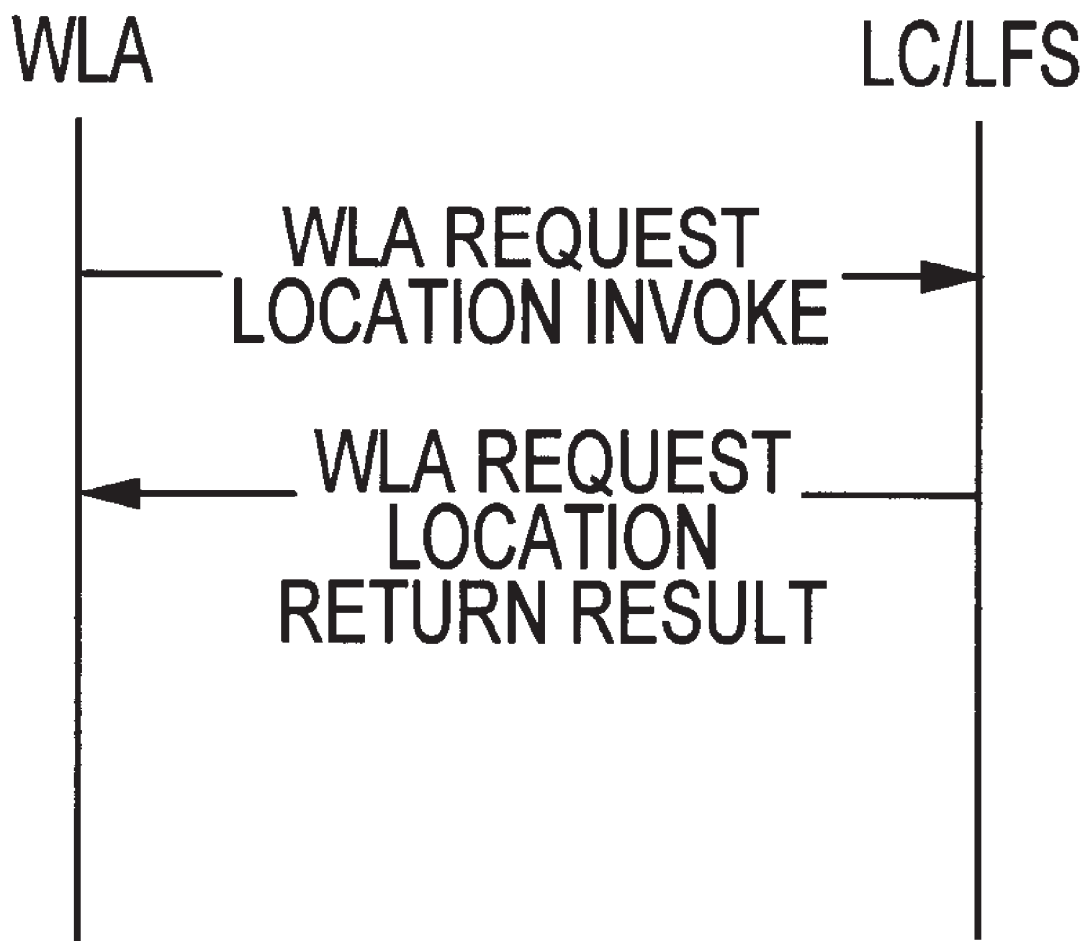 WLA
LC/LFS
WLA REQUEST
LOCATION INVOKE
WLA REQUEST
LOCATION
RETURN RESULT